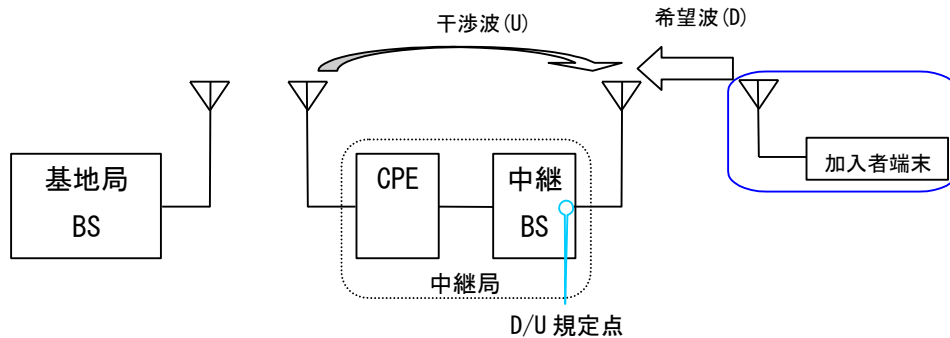 干渉波(U)
希望波(D)
基地局
BS
CPE
中継
BS
加入者端末
中継局
D/U 規定点